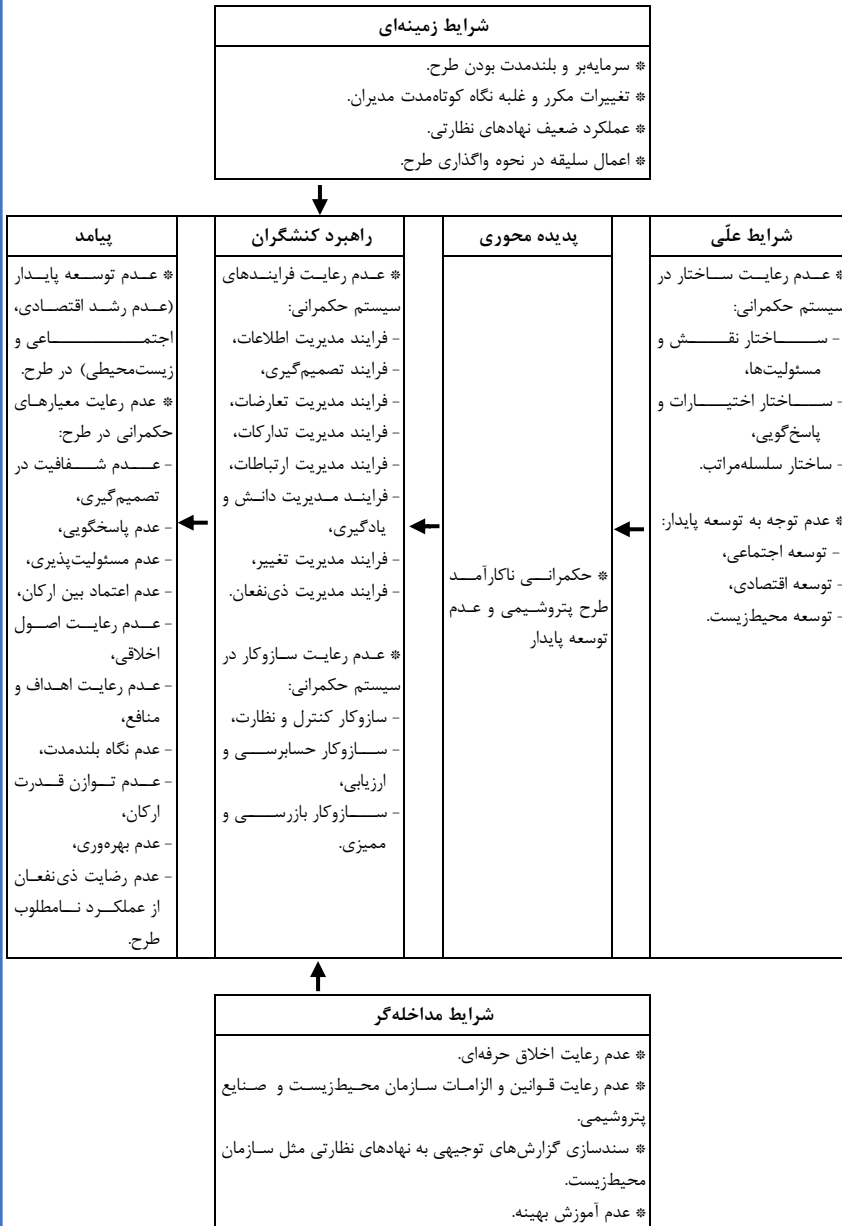 شرایط زمینه‌ای
* سرمایه‌بر و بلندمدت بودن طرح.
* تغییرات مکرر و غلبه نگاه کوتاه‌مدت مدیران.
* عملکرد ضعیف نهادهای نظارتی.
* اعمال سلیقه در نحوه واگذاری طرح.
شرایط علّی
* عدم رعایت ساختار در
سیستم حکمرانی:
- ساختار نقش و
مسئولیت‌ها،
- ساختار اختیارات و
پاسخ‌گویی،
- ساختار سلسله‌مراتب.
* عدم توجه به توسعه پایدار:
- توسعه اجتماعی،
- توسعه اقتصادی،
- توسعه محیط‌زیست.
پدیده محوری
* حکمرانی ناکارآمد
طرح پتروشیمی و عدم
توسعه پایدار
راهبرد کنشگران
* عدم رعایت فرایندهای
سیستم حکمرانی:
- فرایند مدیریت اطلاعات،
- فرایند تصمیم‌گیری،
- فرایند مدیریت تعارضات،
- فرایند مدیریت تدارکات،
- فرایند مدیریت ارتباطات،
- فرایند مدیریت دانش و
یادگیری،
- فرایند مدیریت تغییر،
- فرایند مدیریت ذی‌نفعان.
* عدم رعایت سازوکار در
سیستم حکمرانی:
- سازوکار کنترل و نظارت،
- سازوکار حسابرسی و
ارزیابی،
- سازوکار بازرسی و
ممیزی.
پیامد
* عدم توسعه پایدار
(عدم رشد اقتصادی،
اجتماعی و
زیست‌محیطی) در طرح.
* عدم رعایت معیارهای
حکمرانی در طرح:
- عدم شفافیت در
تصمیم‌گیری،
- عدم پاسخگویی،
- عدم مسئولیت‌پذیری،
- عدم اعتماد بین ارکان،
- عدم رعایت اصول
اخلاقی،
- عدم رعایت اهداف و
منافع،
- عدم نگاه بلندمدت،
- عدم توازن قدرت
ارکان،
- عدم بهره‌وری،
- عدم رضایت ذی‌نفعان
از عملکرد نامطلوب
طرح.
شرایط مداخله‌گر
* عدم رعایت اخلاق حرفه‌ای.
* عدم رعایت قوانین و الزامات سازمان محیط‌زیست و صنایع
پتروشیمی.
* سندسازی گزارش‌های توجیهی به نهادهای نظارتی مثل سازمان
محیط‌زیست.
* عدم آموزش بهینه.